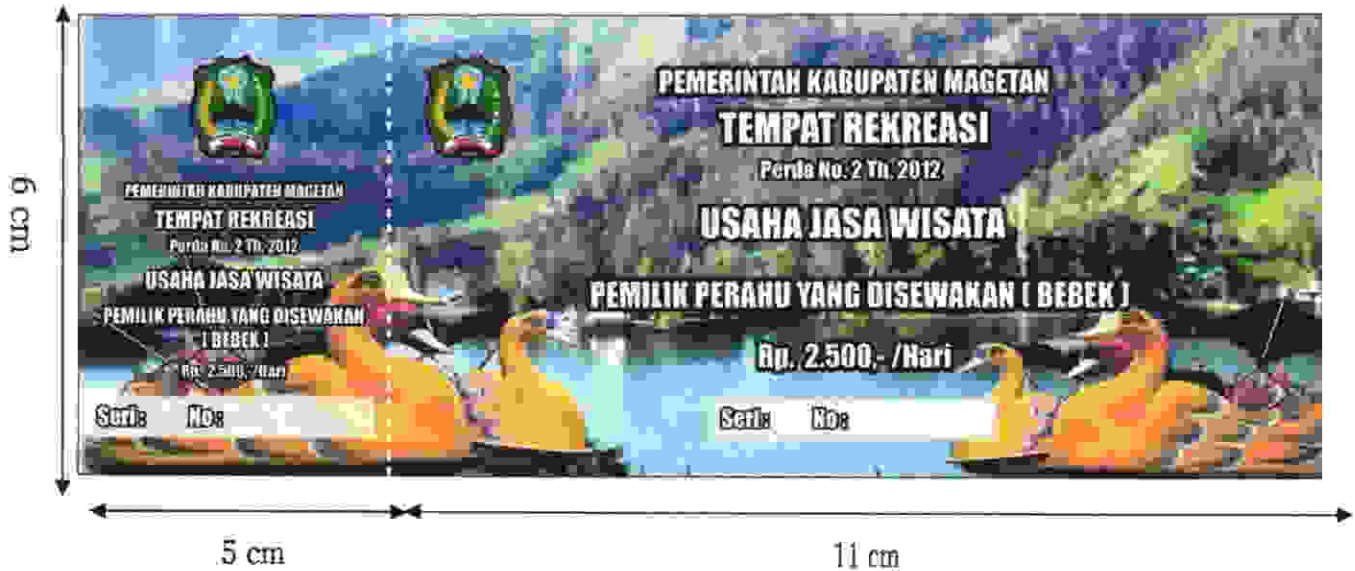 PEMERINTAH KABUPATEN MAGETAN
TEMPAT REKREASI
Perda No. 2 Th. 2012
USAHA JASA WISATA
PEMILIK PERAHU YANG DISEWAKAN
[ BEBEK ]
Rp. 2.500,- /Hari
Seri: No:
PEMERINTAH KABUPATEN MAGETAN
TEMPAT REKREASI
Perda No. 2 Th. 2012
USAHA JASA WISATA
PEMILIK PERAHU YANG DISEWAKAN [ BEBEK ]
Rp. 2.500,- /Hari
Seri: No:
6 cm
5 cm
11 cm